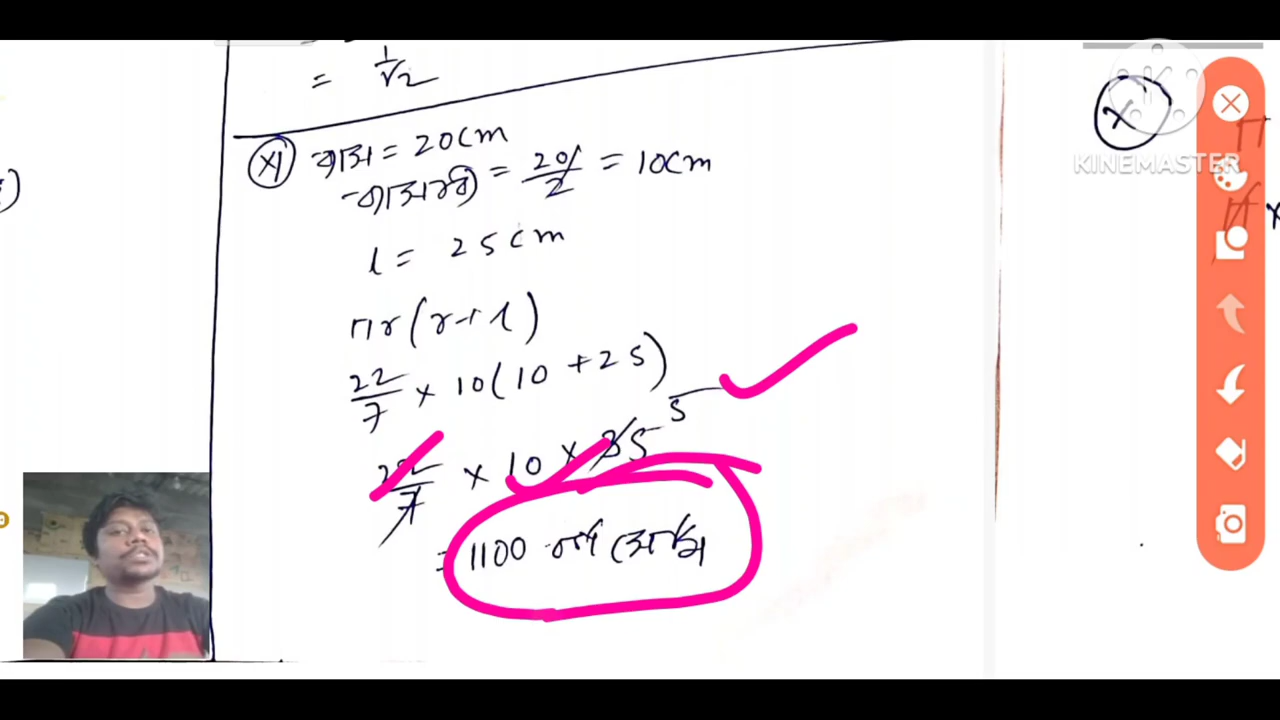 = 1/√2
XI ব্যাস = 20cm
ব্যাসার্ধ = 20/2 = 10cm
l = 25cm
πr(r+l)
22/7 × 10(10+25)
22/7 × 10 × 35 5
= 1100 বর্গ সেমি
X
KINEMASTER